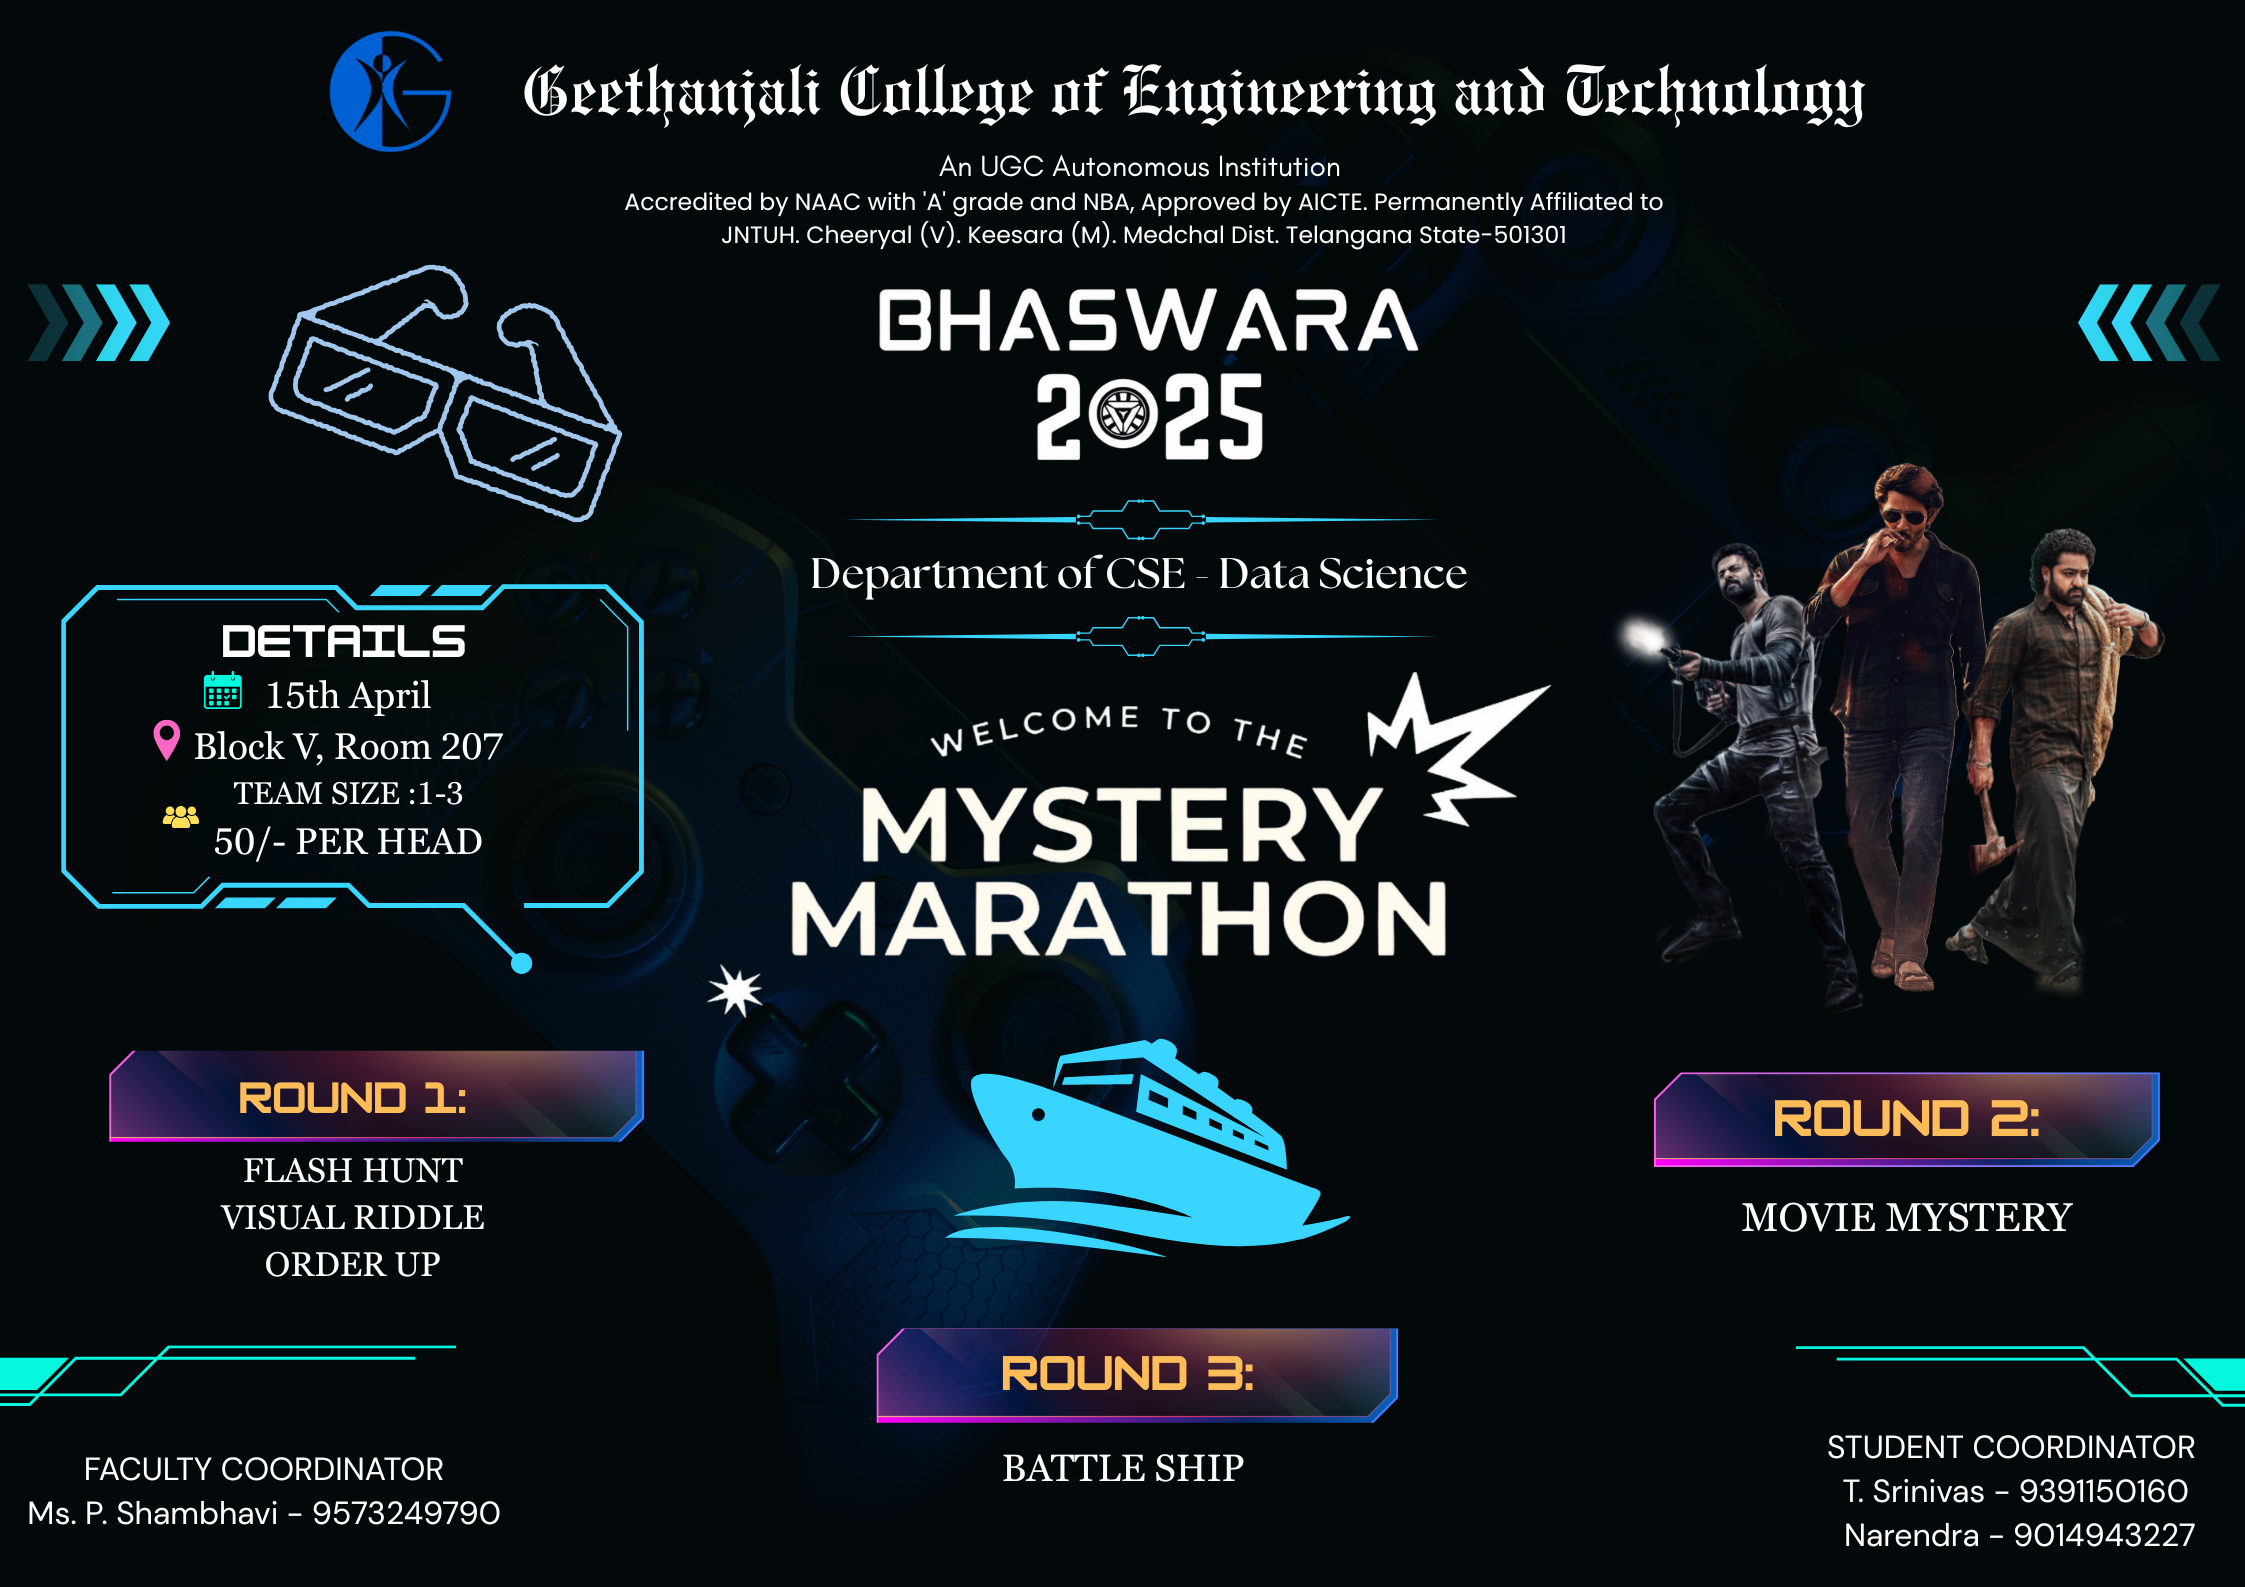 Geethanjali College of Engineering and Technology
An UGC Autonomous Institution
Accredited by NAAC with 'A' grade and NBA, Approved by AICTE. Permanently Affiliated to
JNTUH. Cheeryal (V). Keesara (M). Medchal Dist. Telangana State-501301
BHASWARA
2025
Department of CSE - Data Science
WELCOME TO THE
MYSTERY
MARATHON
DETAILS
15th April
Block V, Room 207
TEAM SIZE :1-3
50/- PER HEAD
ROUND 1:
FLASH HUNT
VISUAL RIDDLE
ORDER UP
ROUND 2:
MOVIE MYSTERY
ROUND 3:
BATTLE SHIP
FACULTY COORDINATOR
Ms. P. Shambhavi - 9573249790
STUDENT COORDINATOR
T. Srinivas - 9391150160
Narendra - 9014943227